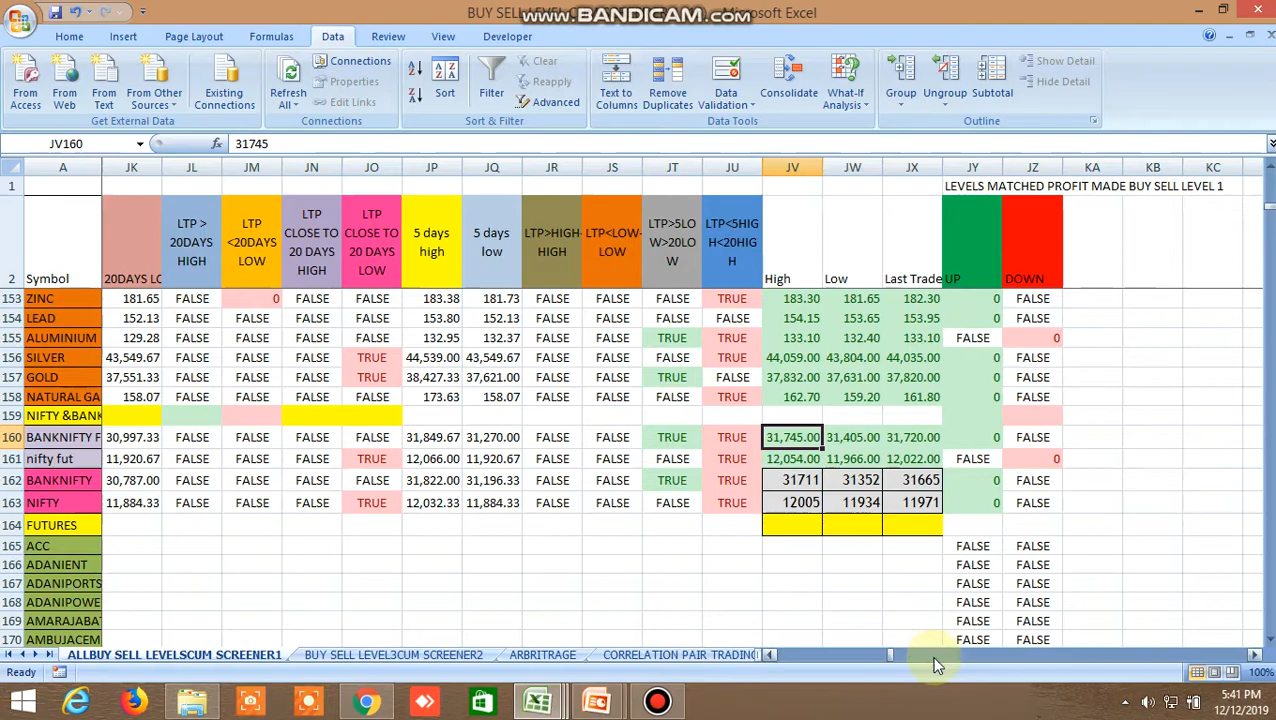 BUY SELL LEVEL
www.BANDICAM.com
Microsoft Excel
Home Insert Page Layout Formulas Data Review View Developer
From Access
From Web
From Text
From Other Sources
Existing Connections
Get External Data
Refresh All
Connections
Properties
Edit Links
Connections
Sort
Filter
Clear
Reapply
Advanced
Sort & Filter
Text to Columns
Remove Duplicates
Data Validation
Consolidate
What-If Analysis
Data Tools
Group
Ungroup
Subtotal
Show Detail
Hide Detail
Outline
JV160 fx 31745
A JK JL JM JN JO JP JQ JR JS JT JU JV JW JX JY JZ KA KB KC
1 LEVELS MATCHED PROFIT MADE BUY SELL LEVEL 1
2 Symbol 20DAYS LO LTP > 20DAYS HIGH LTP <20DAYS LOW LTP CLOSE TO 20 DAYS HIGH LTP CLOSE TO 20 DAYS LOW 5 days high 5 days low LTP>HIGH-HIGH LTP<LOW-LOW LTP>5LOW>20LOW LTP<5HIGH<20HIGH High Low Last Trade UP DOWN
153 ZINC 181.65 FALSE 0 FALSE FALSE 183.38 181.73 FALSE FALSE FALSE TRUE 183.30 181.65 182.30 0 FALSE
154 LEAD 152.13 FALSE FALSE FALSE FALSE 153.80 152.13 FALSE FALSE FALSE FALSE 154.15 153.65 153.95 0 FALSE
155 ALUMINIUM 129.28 FALSE FALSE FALSE FALSE 132.95 132.37 FALSE FALSE TRUE TRUE 133.10 132.40 133.10 FALSE 0
156 SILVER 43,549.67 FALSE FALSE FALSE TRUE 44,539.00 43,549.67 FALSE FALSE FALSE TRUE 44,059.00 43,804.00 44,035.00 0 FALSE
157 GOLD 37,551.33 FALSE FALSE FALSE TRUE 38,427.33 37,621.00 FALSE FALSE TRUE FALSE 37,832.00 37,631.00 37,820.00 0 FALSE
158 NATURAL GA 158.07 FALSE FALSE FALSE FALSE 173.63 158.07 FALSE FALSE FALSE TRUE 162.70 159.20 161.80 0 FALSE
159 NIFTY &BANK
160 BANKNIFTY F 30,997.33 FALSE FALSE FALSE FALSE 31,849.67 31,270.00 FALSE FALSE TRUE TRUE 31,745.00 31,405.00 31,720.00 0 FALSE
161 nifty fut 11,920.67 FALSE FALSE FALSE FALSE 12,066.00 11,920.67 FALSE FALSE FALSE TRUE 12,054.00 11,966.00 12,022.00 FALSE 0
162 BANKNIFTY 30,787.00 FALSE FALSE FALSE FALSE 31,822.00 31,196.33 FALSE FALSE TRUE TRUE 31711 31352 31665 0 FALSE
163 NIFTY 11,884.33 FALSE FALSE FALSE TRUE 12,032.33 11,884.33 FALSE FALSE FALSE TRUE 12005 11934 11971 0 FALSE
164 FUTURES
165 ACC FALSE FALSE
166 ADANIENT FALSE FALSE
167 ADANIPORTS FALSE FALSE
168 ADANIPOWE FALSE FALSE
169 AMARAJABAT FALSE FALSE
170 AMBUJACEM FALSE FALSE
ALLBUY SELL LEVELSCUM SCREENER1 BUY SELL LEVEL3CUM SCREENER2 ARBRITRAGE CORRELATION PAIR TRADING
Ready 100%
5:41 PM
12/12/2019